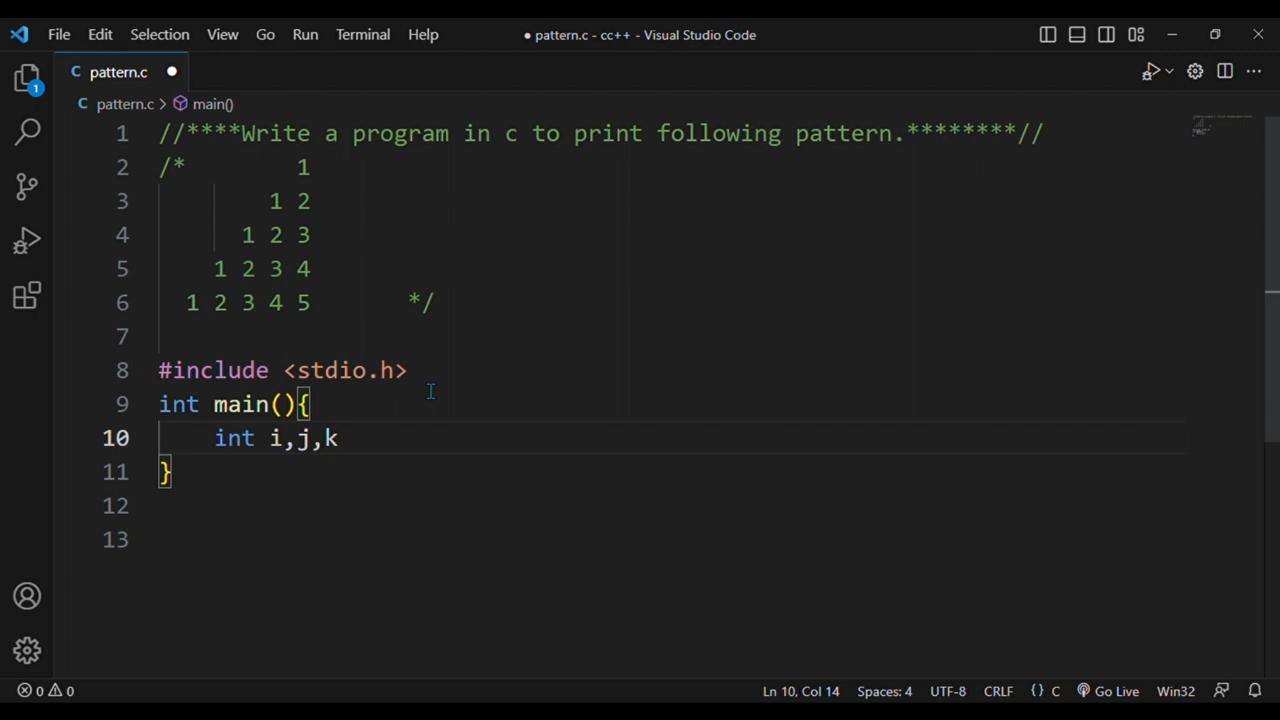 File Edit Selection View Go Run Terminal Help ● pattern.c - cc++ - Visual Studio Code
C pattern.c ●
C pattern.c > main()
1 //****Write a program in c to print following pattern.********//
2 /*        1
3         1 2
4       1 2 3
5     1 2 3 4
6   1 2 3 4 5       */
7
8 #include <stdio.h>
9 int main(){
10     int i,j,k
11 }
12
13
1
0 0 Ln 10, Col 14 Spaces: 4 UTF-8 CRLF {} C Go Live Win32